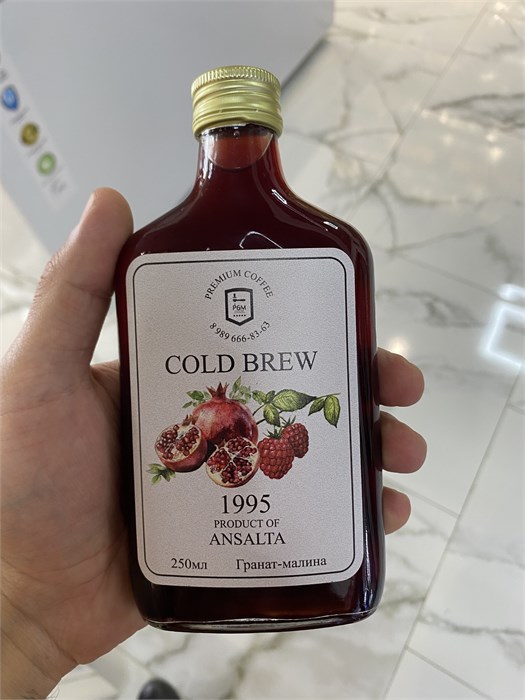 PREMIUM COFFEE
P&M
8 989 666-83-63
COLD BREW
1995
PRODUCT OF
ANSALTA
250мл Гранат-малина